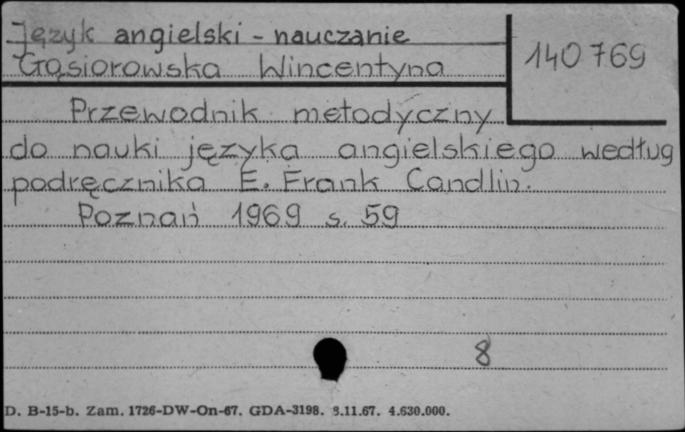 Język angielski - nauczanie
Gąsiorowska Wincentyna
140769
Przewodnik metodyczny
do nauki języka angielskiego według
podręcznika E. Frank Candlin.
Poznań 1969 s. 59
8
D. B-15-b. Zam. 1726-DW-On-67. GDA-3198. 3.11.67. 4.630.000.